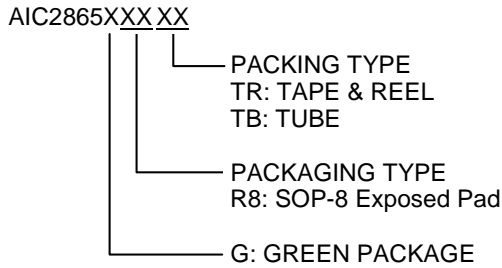 AIC2865XXX XX
PACKING TYPE
TR: TAPE & REEL
TB: TUBE
PACKAGING TYPE
R8: SOP-8 Exposed Pad
G: GREEN PACKAGE